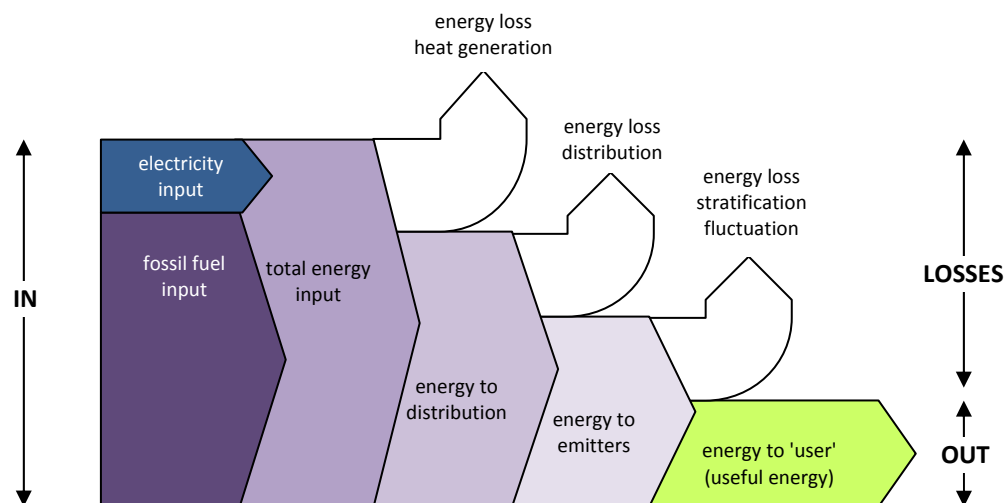 energy loss
heat generation
energy loss
distribution
energy loss
stratification
fluctuation
electricity
input
fossil fuel
input
total energy
input
IN
LOSSES
energy to
distribution
energy to
emitters
energy to 'user'
(useful energy)
OUT